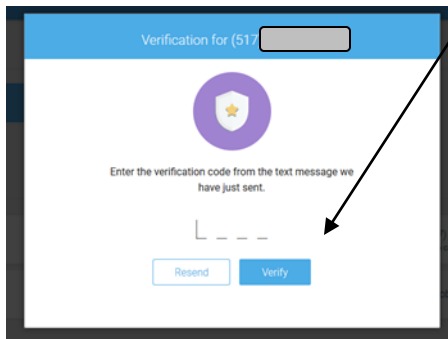 Verification for (517
Enter the verification code from the text message we
have just sent.
Resend
Verify